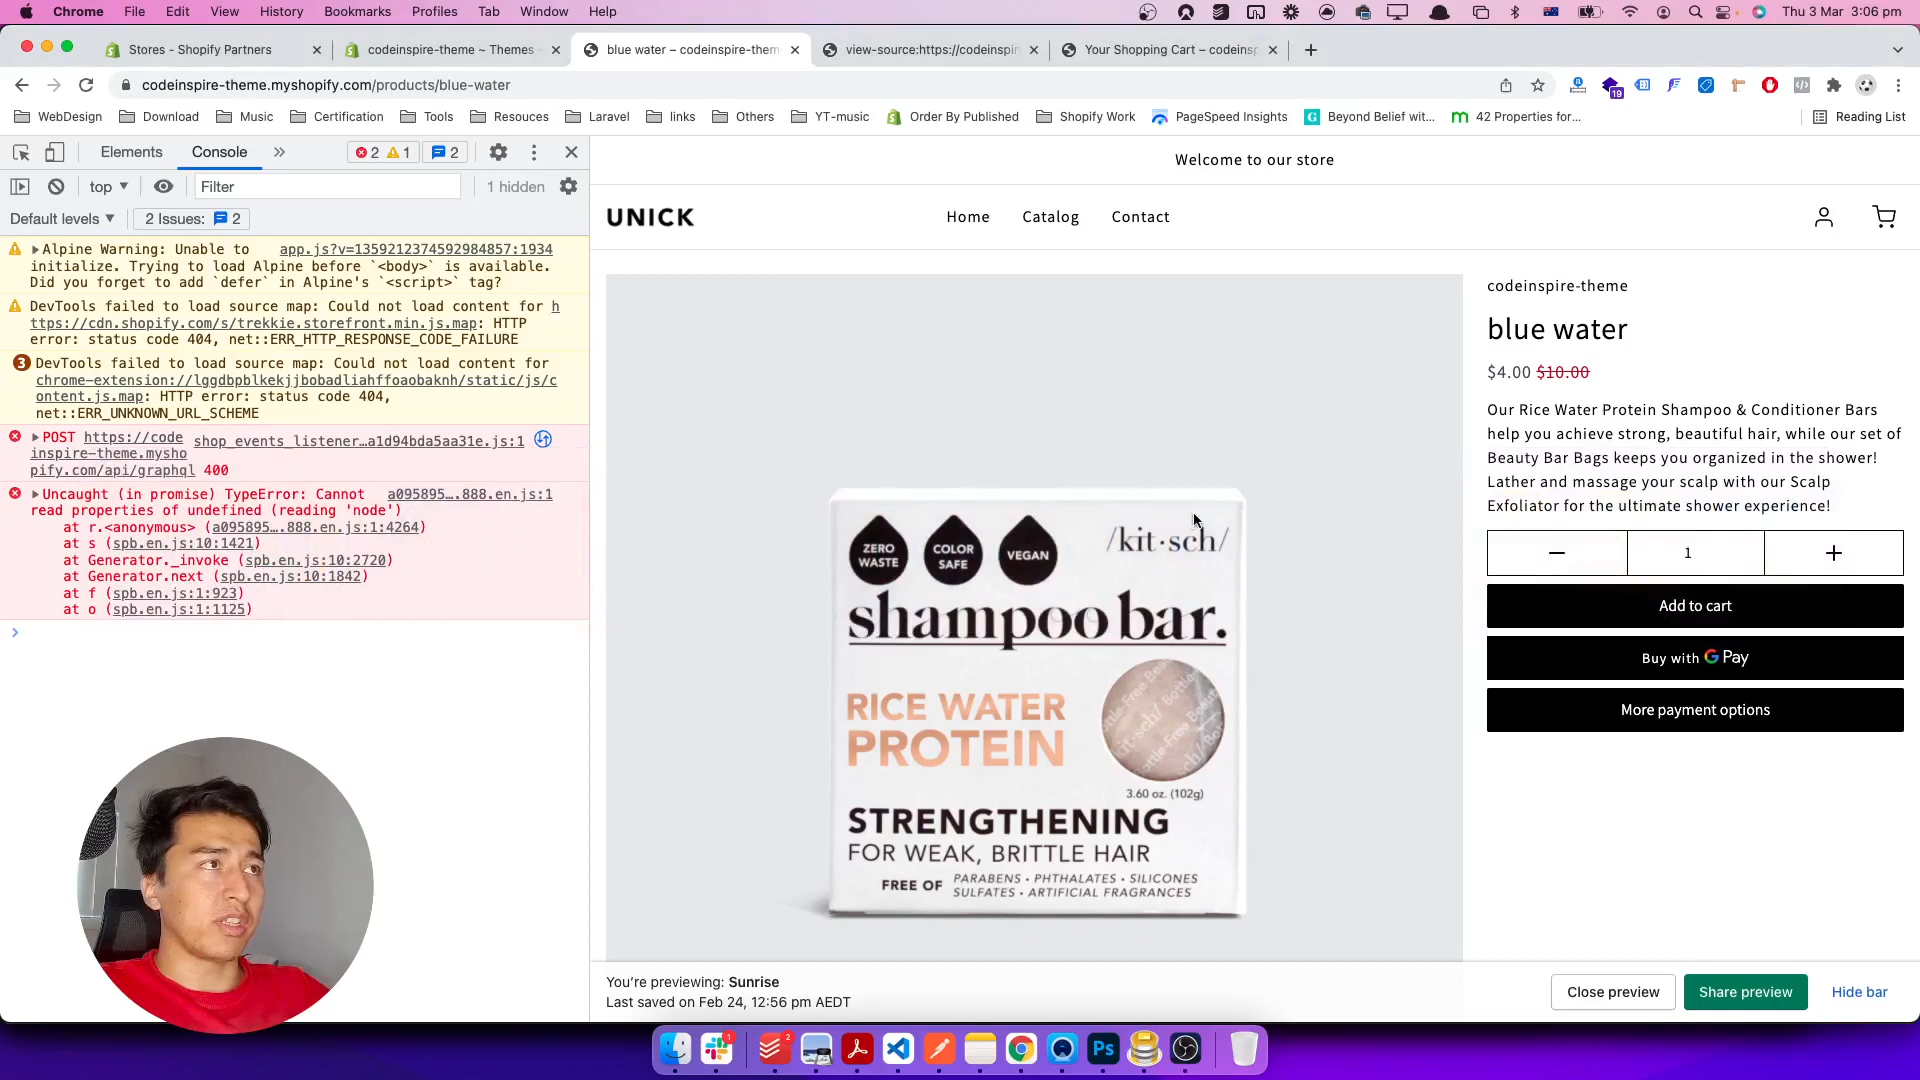 Chrome File Edit View History Bookmarks Profiles Tab Window Help Thu 3 Mar 3:06 pm
Stores - Shopify Partners codeinspire-theme ~ Themes - blue water – codeinspire-them view-source:https://codeinspir Your Shopping Cart – codeinsp
codeinspire-theme.myshopify.com/products/blue-water 19
WebDesign Download Music Certification Tools Resouces Laravel links Others YT-music Order By Published Shopify Work PageSpeed Insights Beyond Belief wit... 42 Properties for... Reading List
Elements Console 2 1 2
top Filter 1 hidden
Default levels 2 Issues: 2
Alpine Warning: Unable to app.js?v=1359212374592984857:1934
initialize. Trying to load Alpine before `<body>` is available.
Did you forget to add `defer` in Alpine's `<script>` tag?
DevTools failed to load source map: Could not load content for h
ttps://cdn.shopify.com/s/trekkie.storefront.min.js.map: HTTP
error: status code 404, net::ERR_HTTP_RESPONSE_CODE_FAILURE
3 DevTools failed to load source map: Could not load content for
chrome-extension://lggdbpblkekjjbobadliahffoaobaknh/static/js/c
ontent.js.map: HTTP error: status code 404,
net::ERR_UNKNOWN_URL_SCHEME
POST https://code shop_events_listener…a1d94bda5aa31e.js:1
inspire-theme.mysho
pify.com/api/graphql 400
Uncaught (in promise) TypeError: Cannot a095895….888.en.js:1
read properties of undefined (reading 'node')
at r.<anonymous> (a095895….888.en.js:1:4264)
at s (spb.en.js:10:1421)
at Generator._invoke (spb.en.js:10:2720)
at Generator.next (spb.en.js:10:1842)
at f (spb.en.js:1:923)
at o (spb.en.js:1:1125)
Welcome to our store
UNICK Home Catalog Contact
ZERO WASTE
COLOR SAFE
VEGAN
/kit·sch/
shampoo bar.
RICE WATER
PROTEIN
3.60 oz. (102g)
STRENGTHENING
FOR WEAK, BRITTLE HAIR
FREE OF PARABENS • PHTHALATES • SILICONES
SULFATES • ARTIFICIAL FRAGRANCES
codeinspire-theme
blue water
$4.00 $10.00
Our Rice Water Protein Shampoo & Conditioner Bars
help you achieve strong, beautiful hair, while our set of
Beauty Bar Bags keeps you organized in the shower!
Lather and massage your scalp with our Scalp
Exfoliator for the ultimate shower experience!
− 1 +
Add to cart
Buy with G Pay
More payment options
You're previewing: Sunrise
Last saved on Feb 24, 12:56 pm AEDT
Close preview Share preview Hide bar
1 2 Ps